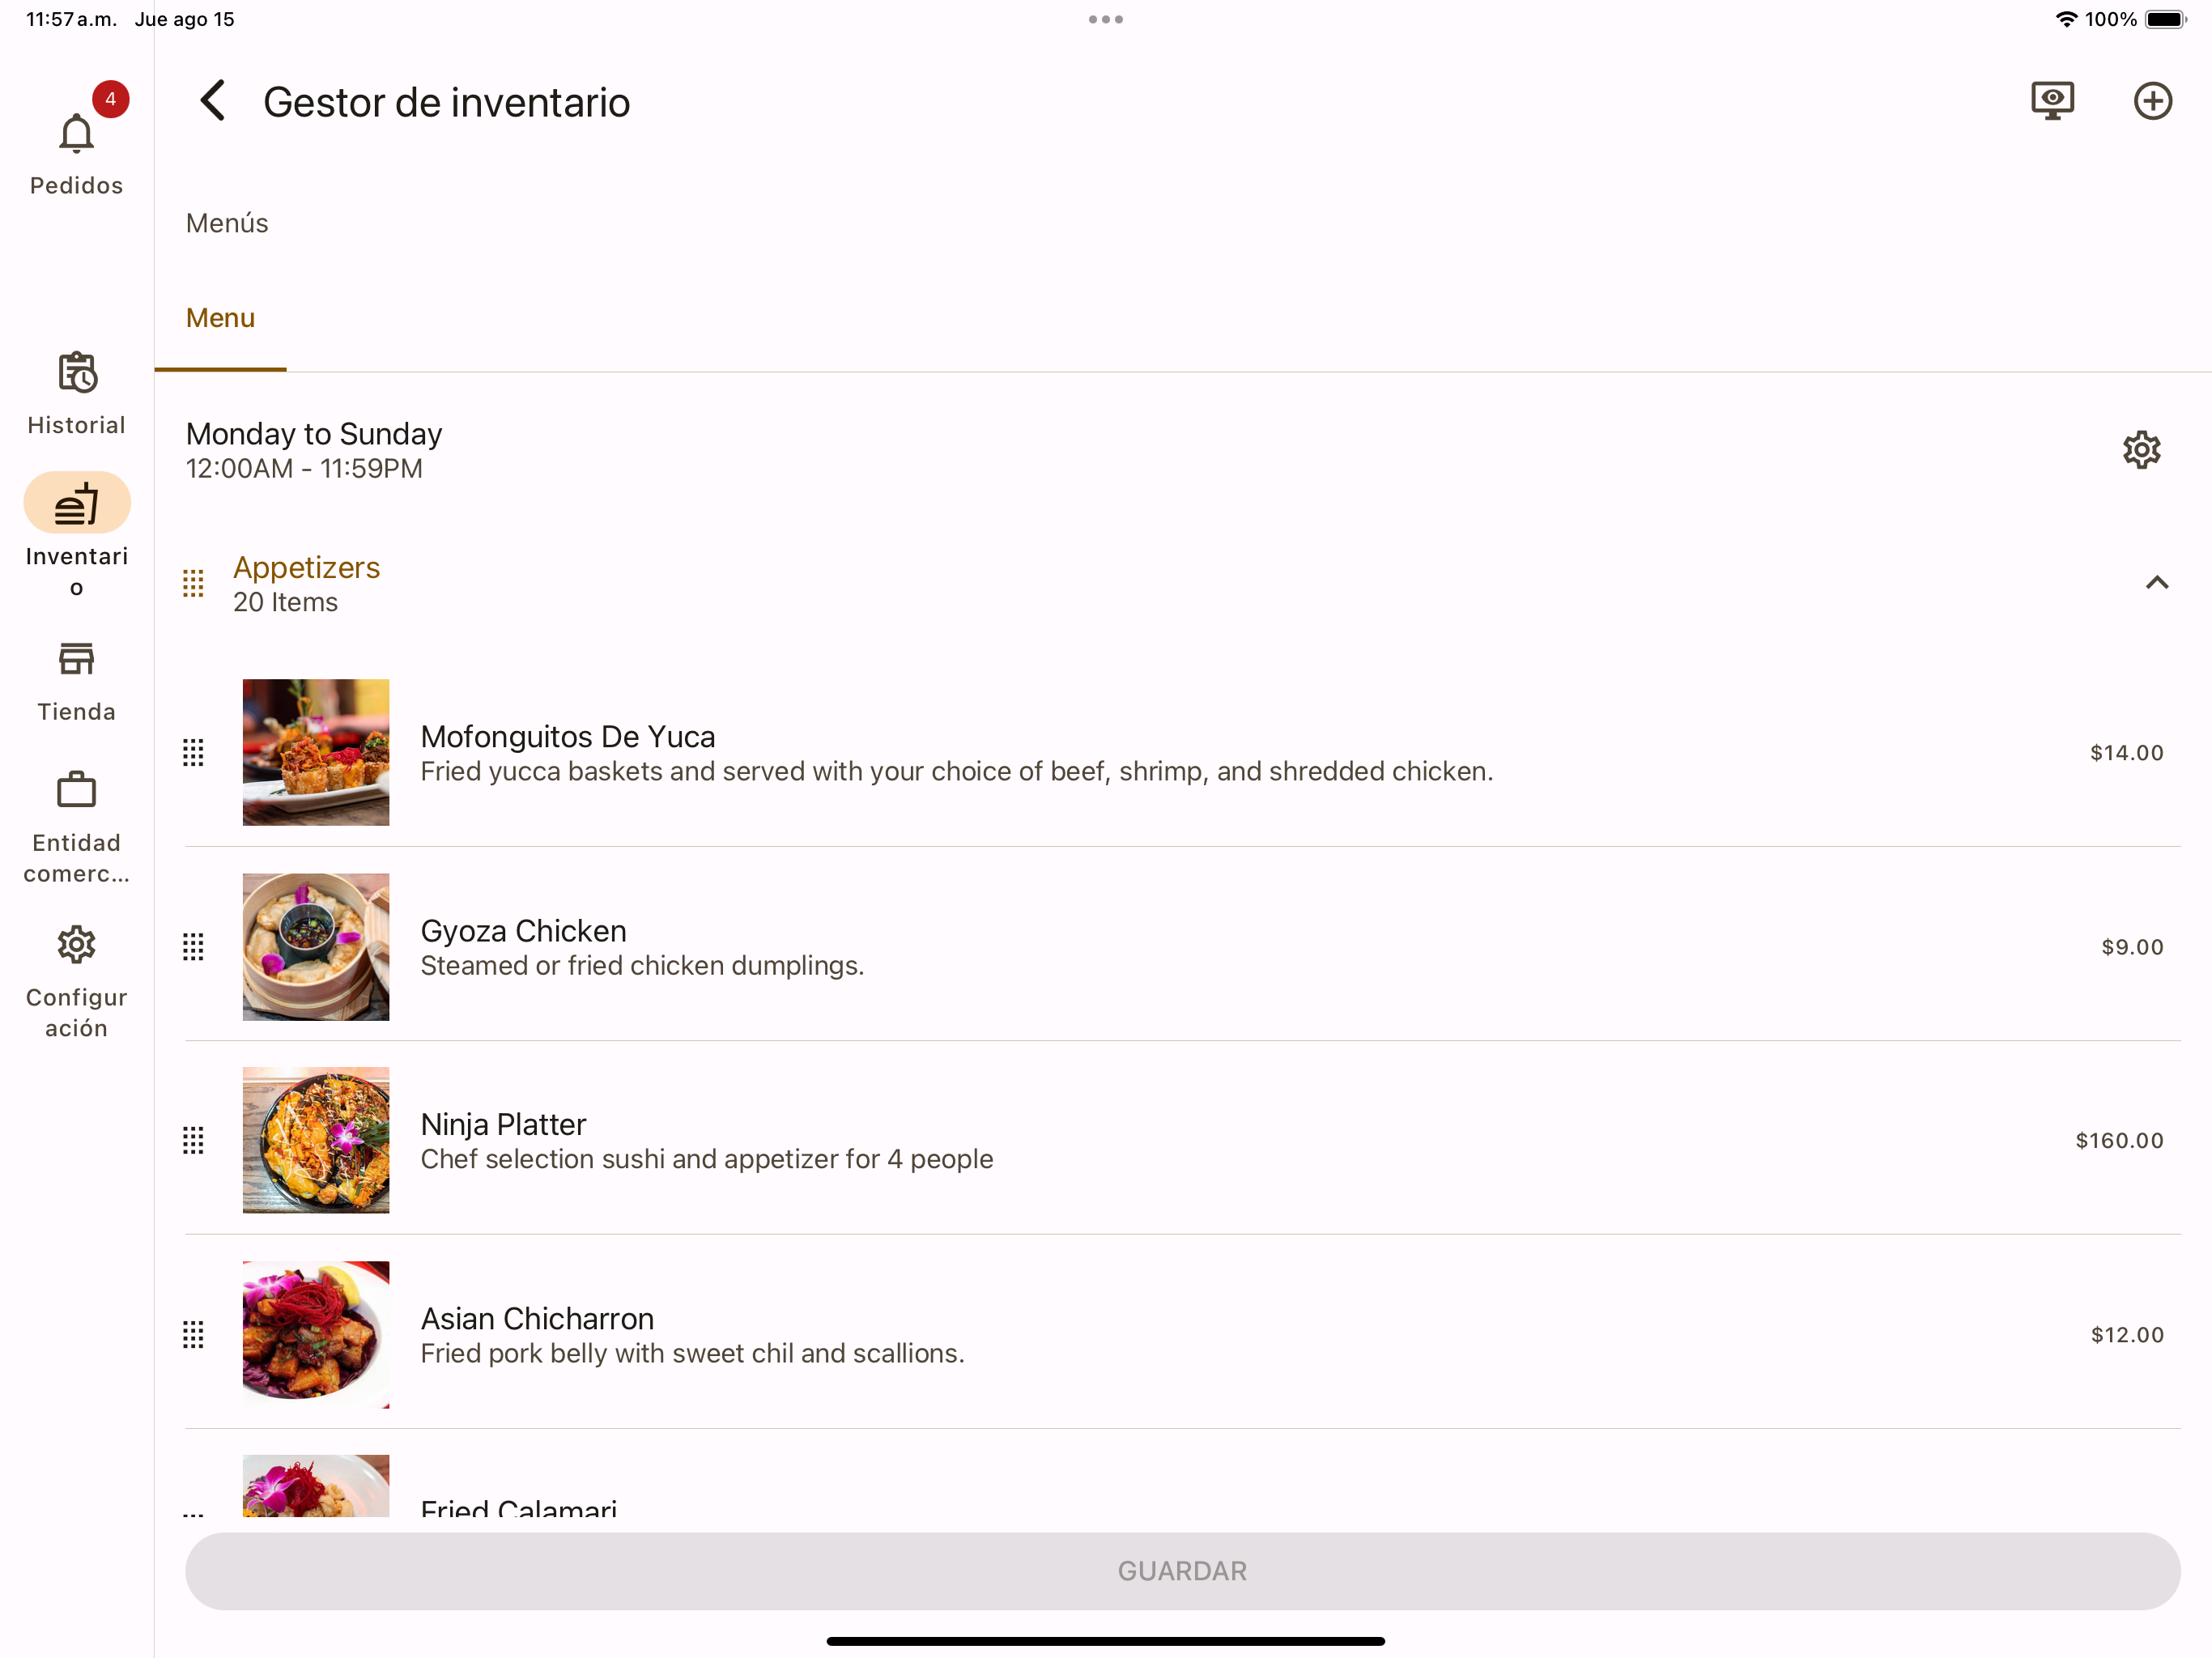 11:57 a.m. Jue ago 15
100%
4
Pedidos
Historial
Inventari
o
Tienda
Entidad
comerc...
Configur
ación
Gestor de inventario
Menús
Menu
Monday to Sunday
12:00AM - 11:59PM
Appetizers
20 Items
Mofonguitos De Yuca
Fried yucca baskets and served with your choice of beef, shrimp, and shredded chicken.
$14.00
Gyoza Chicken
Steamed or fried chicken dumplings.
$9.00
Ninja Platter
Chef selection sushi and appetizer for 4 people
$160.00
Asian Chicharron
Fried pork belly with sweet chil and scallions.
$12.00
Fried Calamari
GUARDAR